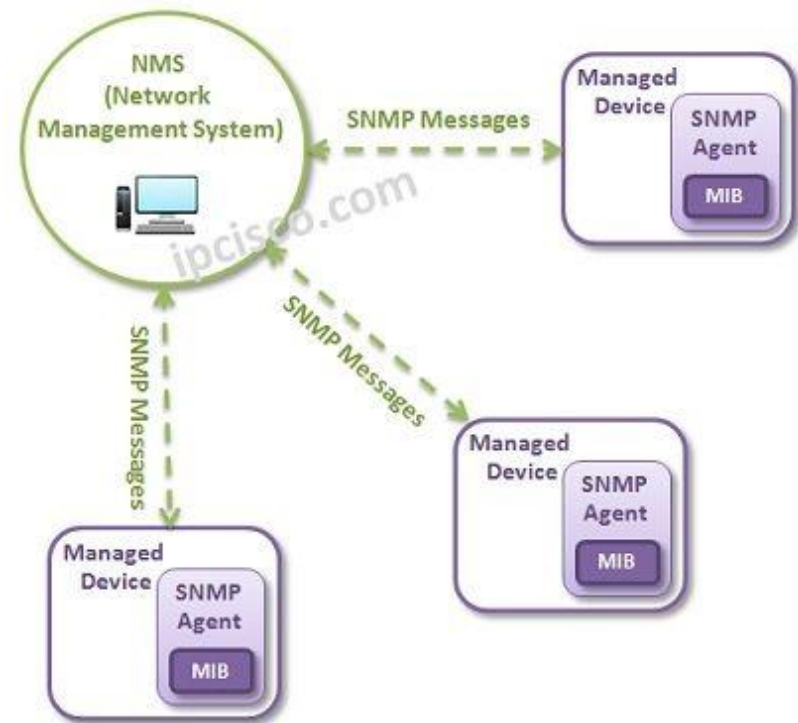 NMS
(Network
Management System)
SNMP Messages
Managed
Device
SNMP
Agent
MIB
ipcisco.com
SNMP Messages
SNMP Messages
Managed
Device
SNMP
Agent
MIB
Managed
Device
SNMP
Agent
MIB